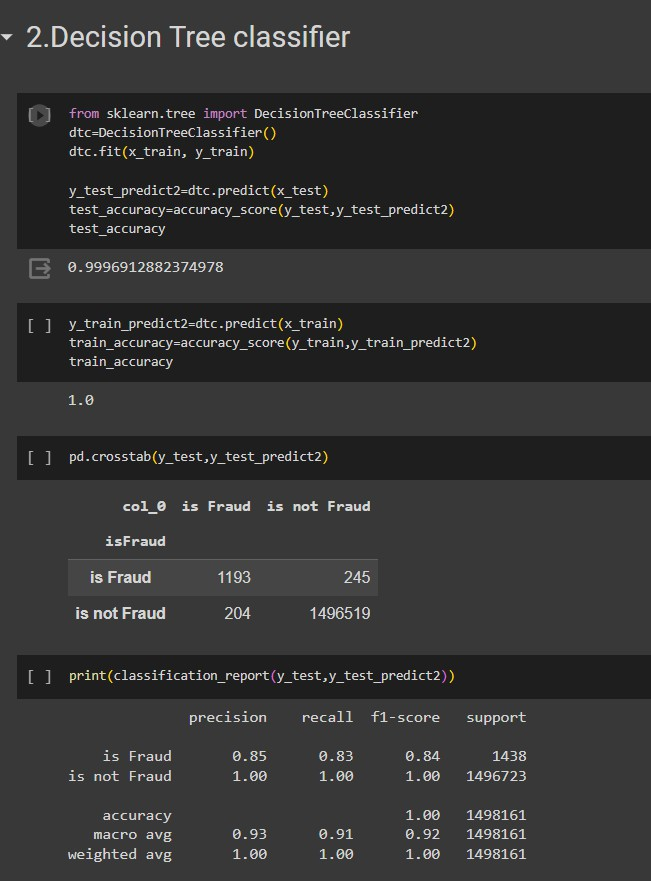 2.Decision Tree classifier
from sklearn.tree import DecisionTreeClassifier
dtc=DecisionTreeClassifier()
dtc.fit(x_train, y_train)
y_test_predict2=dtc.predict(x_test)
test_accuracy=accuracy_score(y_test,y_test_predict2)
test_accuracy
0.9996912882374978
[ ] y_train_predict2=dtc.predict(x_train)
train_accuracy=accuracy_score(y_train,y_train_predict2)
train_accuracy
1.0
[ ] pd.crosstab(y_test,y_test_predict2)
col_0 is Fraud is not Fraud
isFraud
is Fraud 1193 245
is not Fraud 204 1496519
[ ] print(classification_report(y_test,y_test_predict2))
precision recall f1-score support
is Fraud 0.85 0.83 0.84 1438
is not Fraud 1.00 1.00 1.00 1496723
accuracy 1.00 1498161
macro avg 0.93 0.91 0.92 1498161
weighted avg 1.00 1.00 1.00 1498161